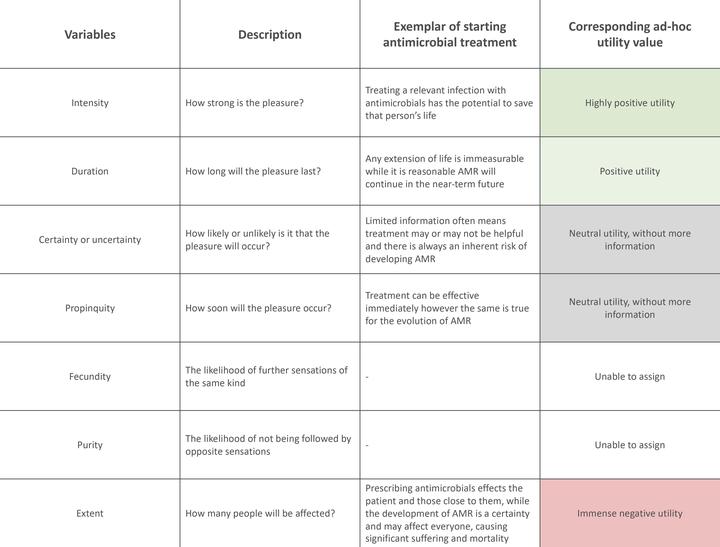 Variables
Description
Exemplar of starting
antimicrobial treatment
Corresponding ad-hoc
utility value
Intensity
How strong is the pleasure?
Treating a relevant infection with
antimicrobials has the potential to save
that person's life
Highly positive utility
Duration
How long will the pleasure last?
Any extension of life is immeasurable
while it is reasonable AMR will
continue in the near-term future
Positive utility
Certainty or uncertainty
How likely or unlikely is it that the
pleasure will occur?
Limited information often means
treatment may or may not be helpful
and there is always an inherent risk of
developing AMR
Neutral utility, without more
information
Propinquity
How soon will the pleasure occur?
Treatment can be effective
immediately however the same is true
for the evolution of AMR
Neutral utility, without more
information
Fecundity
The likelihood of further sensations of
the same kind
-
Unable to assign
Purity
The likelihood of not being followed by
opposite sensations
-
Unable to assign
Extent
How many people will be affected?
Prescribing antimicrobials effects the
patient and those close to them, while
the development of AMR is a certainty
and may affect everyone, causing
significant suffering and mortality
Immense negative utility